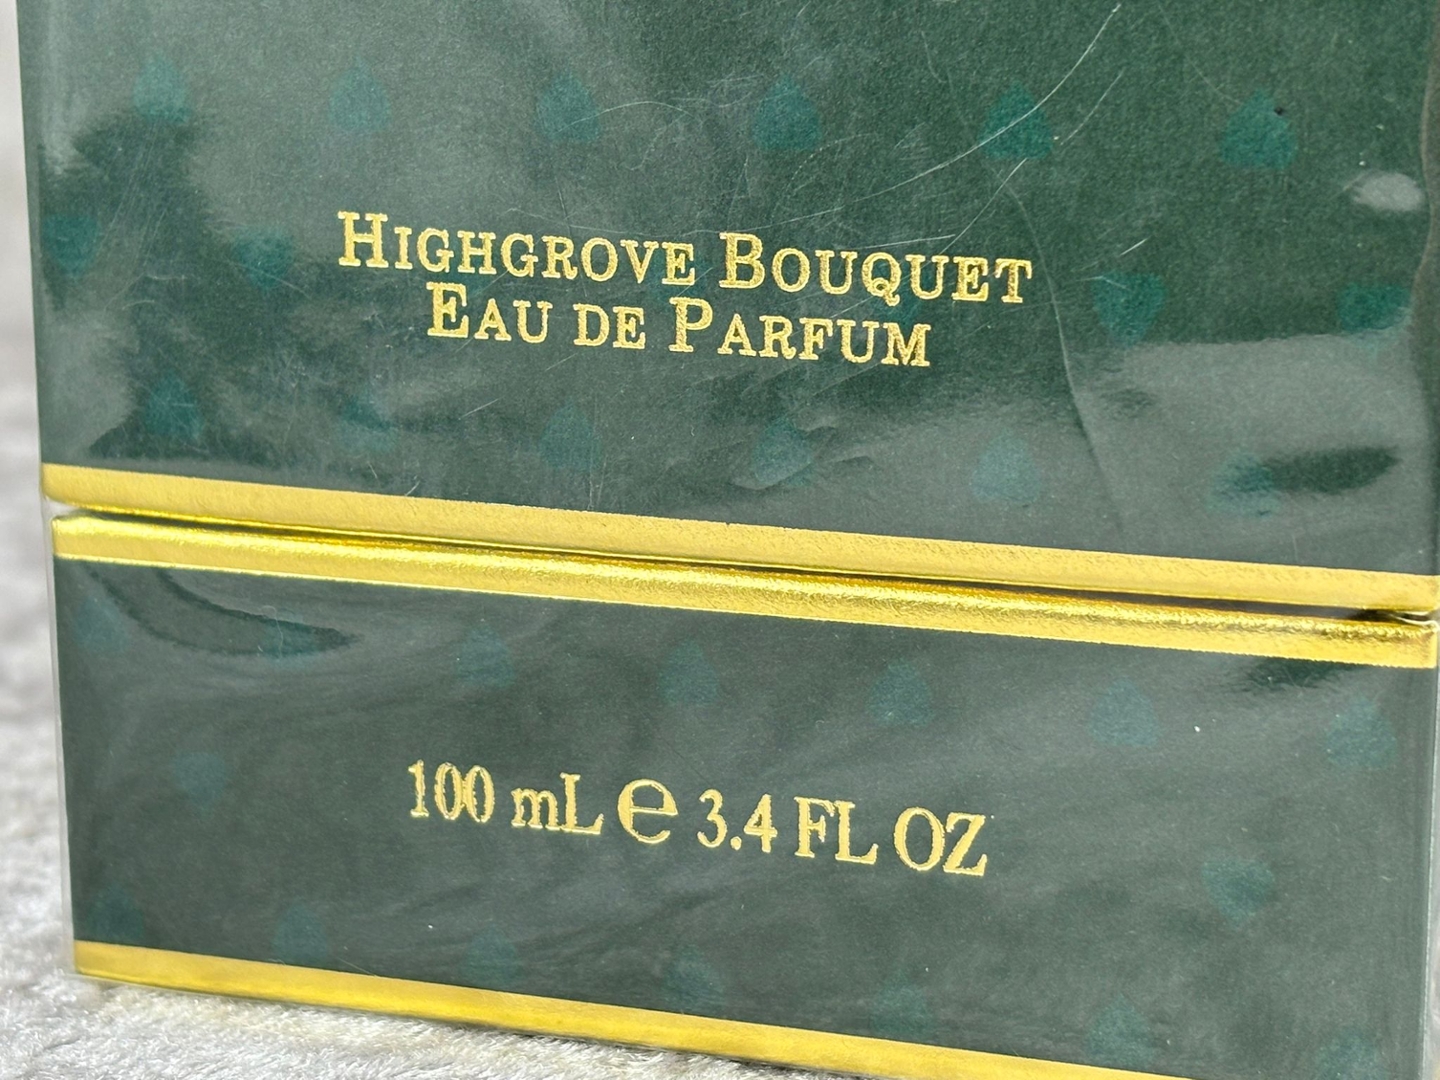 HIGHGROVE BOUQUET
EAU DE PARFUM
100 mL ℮ 3.4 FL OZ